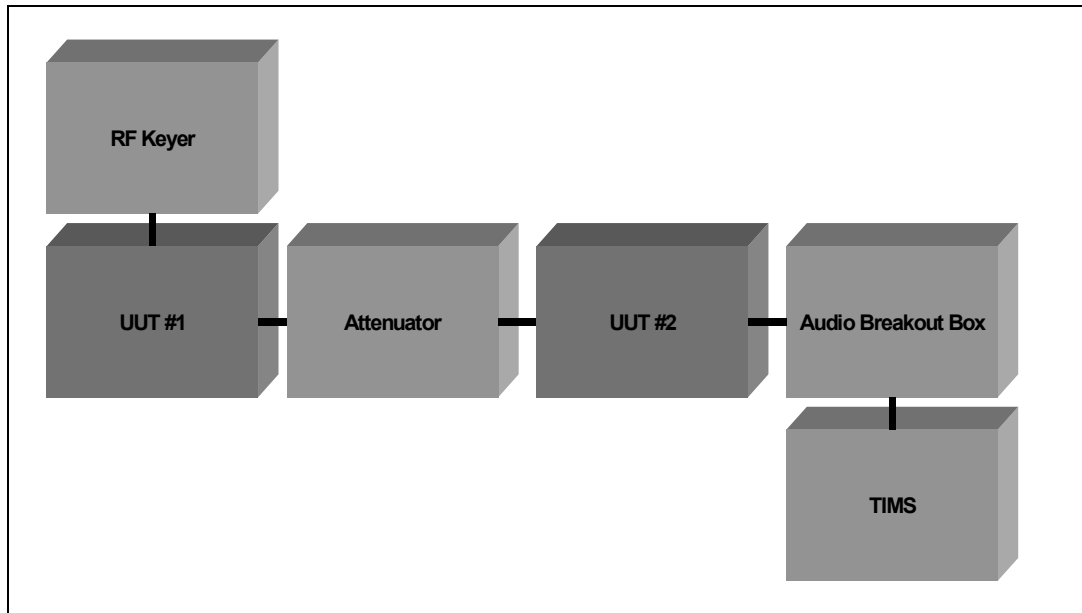 RF Keyer
UUT #1
Attenuator
UUT #2
Audio Breakout Box
TIMS